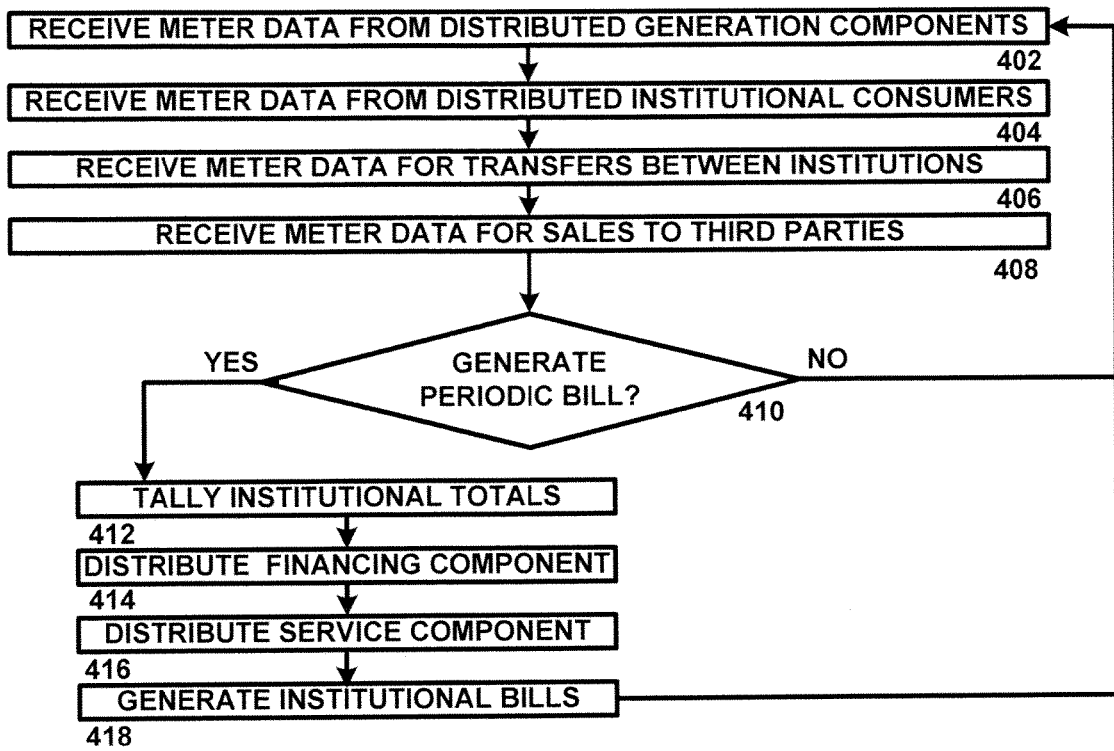 RECEIVE METER DATA FROM DISTRIBUTED GENERATION COMPONENTS
402
RECEIVE METER DATA FROM DISTRIBUTED INSTITUTIONAL CONSUMERS
404
RECEIVE METER DATA FOR TRANSFERS BETWEEN INSTITUTIONS
406
RECEIVE METER DATA FOR SALES TO THIRD PARTIES
408
YES
GENERATE
PERIODIC BILL?
NO
410
TALLY INSTITUTIONAL TOTALS
412
DISTRIBUTE FINANCING COMPONENT
414
DISTRIBUTE SERVICE COMPONENT
416
GENERATE INSTITUTIONAL BILLS
418